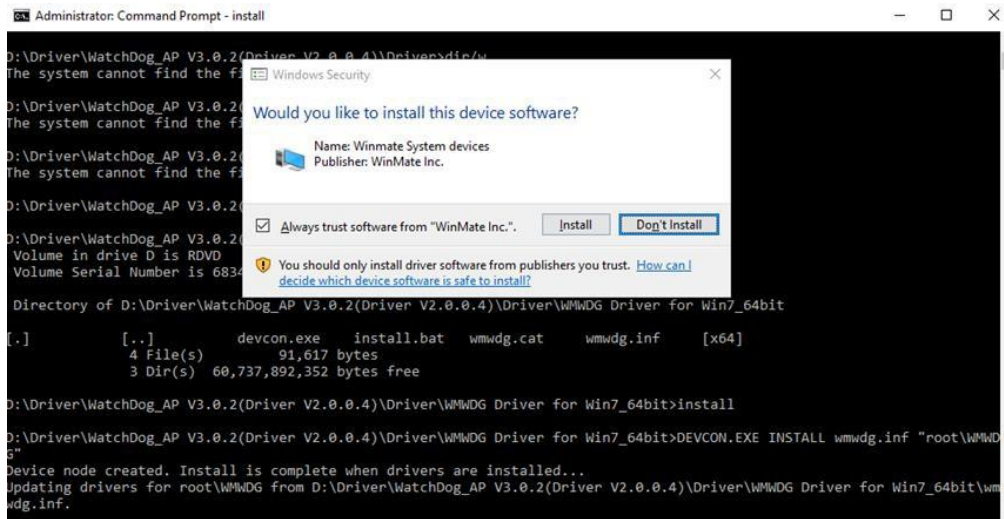 Administrator: Command Prompt - install
D:\Driver\WatchDog_AP V3.0.2(Driver V2.0.0.4)\Driver>dir/w
The system cannot find the fi
D:\Driver\WatchDog_AP V3.0.2(
The system cannot find the fi
D:\Driver\WatchDog_AP V3.0.2(
The system cannot find the fi
D:\Driver\WatchDog_AP V3.0.2(
D:\Driver\WatchDog_AP V3.0.2(
Volume in drive D is RDVD
Volume Serial Number is 6834
Windows Security
Would you like to install this device software?
Name: Winmate System devices
Publisher: WinMate Inc.
Always trust software from "WinMate Inc.".
Install
Don't Install
You should only install driver software from publishers you trust. How can I
decide which device software is safe to install?
Directory of D:\Driver\WatchDog_AP V3.0.2(Driver V2.0.0.4)\Driver\WMWDG Driver for Win7_64bit
[.] [..] devcon.exe install.bat wmwdg.cat wmwdg.inf [x64]
4 File(s) 91,617 bytes
3 Dir(s) 60,737,892,352 bytes free
D:\Driver\WatchDog_AP V3.0.2(Driver V2.0.0.4)\Driver\WMWDG Driver for Win7_64bit>install
D:\Driver\WatchDog_AP V3.0.2(Driver V2.0.0.4)\Driver\WMWDG Driver for Win7_64bit>DEVCON.EXE INSTALL wmwdg.inf "root\WMWD
G"
Device node created. Install is complete when drivers are installed...
Updating drivers for root\WMWDG from D:\Driver\WatchDog_AP V3.0.2(Driver V2.0.0.4)\Driver\WMWDG Driver for Win7_64bit\wm
wdg.inf.